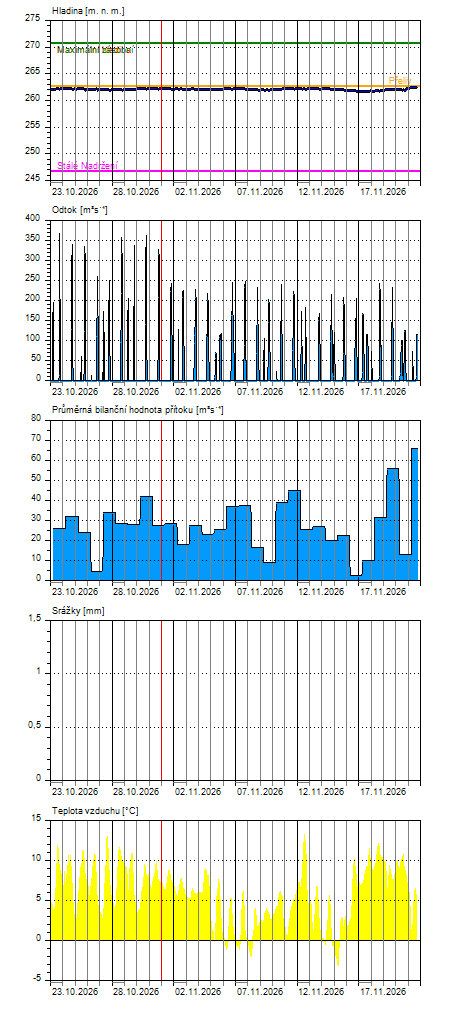 Hladina [m. n. m.]
275
270
Maximální
265
Přeliv
260
255
250
Stálé Nadržení
245
23.10.2026 28.10.2026 02.11.2026 07.11.2026 12.11.2026 17.11.2026
Odtok [m³s⁻¹]
400
350
300
250
200
150
100
50
0
23.10.2026 28.10.2026 02.11.2026 07.11.2026 12.11.2026 17.11.2026
Průměrná bilanční hodnota přítoku [m³s⁻¹]
80
70
60
50
40
30
20
10
0
23.10.2026 28.10.2026 02.11.2026 07.11.2026 12.11.2026 17.11.2026
Srážky [mm]
1,5
1
0,5
0
23.10.2026 28.10.2026 02.11.2026 07.11.2026 12.11.2026 17.11.2026
Teplota vzduchu [°C]
15
10
5
0
-5
23.10.2026 28.10.2026 02.11.2026 07.11.2026 12.11.2026 17.11.2026